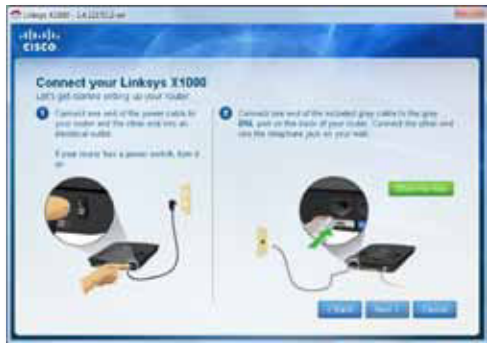 CISCO
Connect your Linksys X1000
Let's get started setting up your router.
1 Connect one end of the power cable to
your router and the other end into an
electrical outlet.
If your router has a power switch, turn it
on.
2 Connect one end of the included gray cable to the gray
DSL port on the back of your router. Connect the other end
into the telephone jack on your wall.
< Back
Next >
Cancel